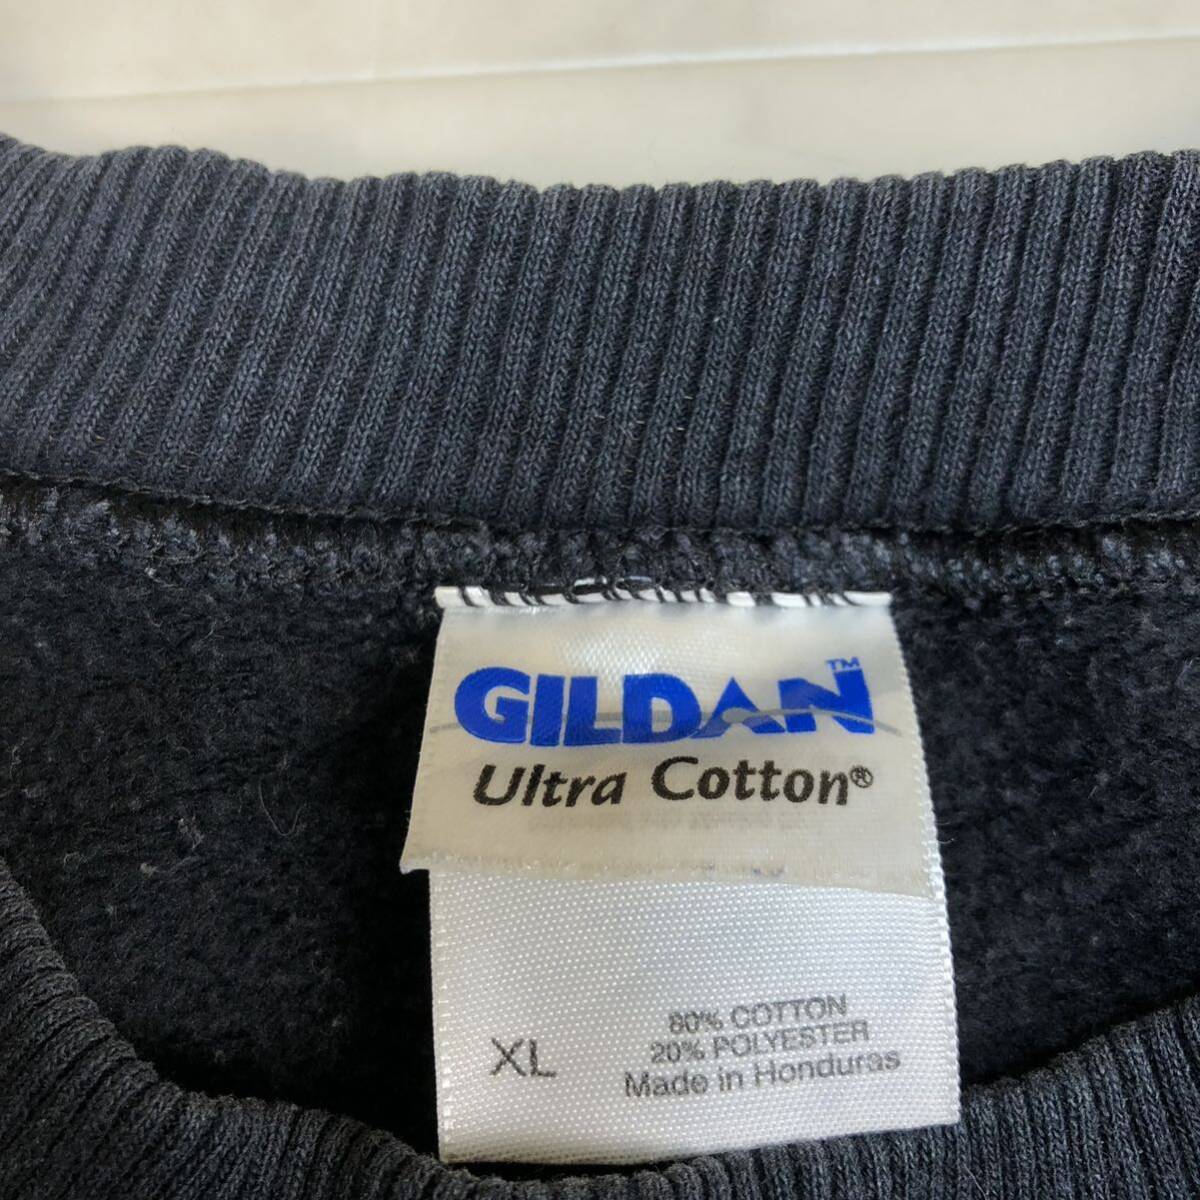 GILDAN™
Ultra Cotton®
XL
80% COTTON
20% POLYESTER
Made in Honduras